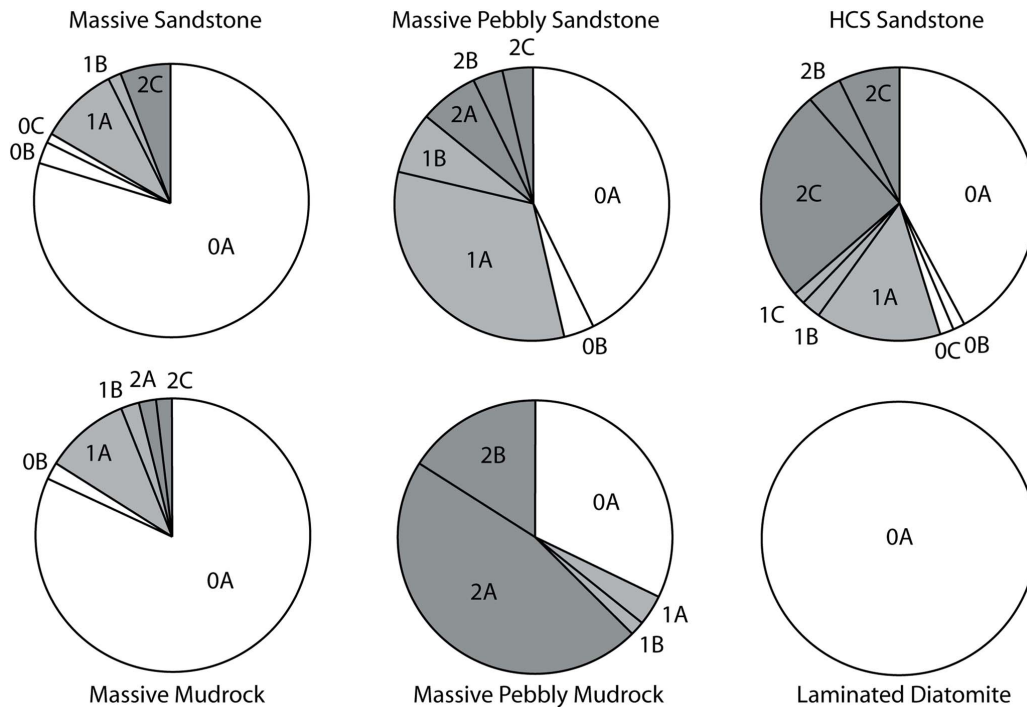 Massive Sandstone
1B
2C
0C
1A
0B
0A
Massive Pebbly Sandstone
2C
2B
2A
1B
0A
1A
0B
HCS Sandstone
2B
2C
0A
2C
1A
1C
1B
0C
0B
1B
2A
2C
0B
1A
0A
Massive Mudrock
2B
0A
2A
1A
1B
Massive Pebbly Mudrock
0A
Laminated Diatomite